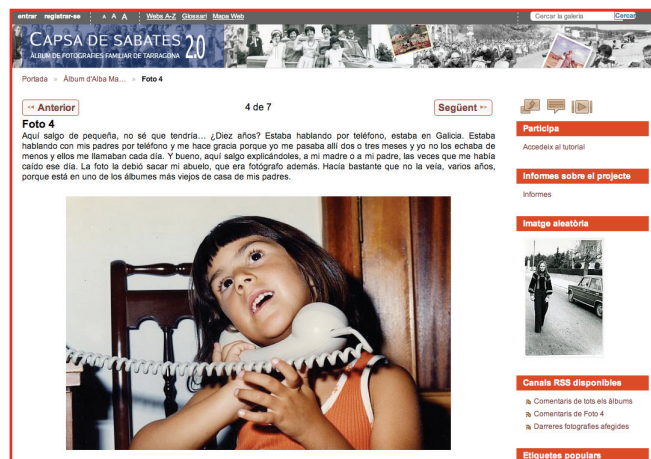 entrar registrar-se A A A Webs A-Z Glossari Mapa Web Cercar la galeria Cercar
CAPSA DE SABATES 2.0
ÀLBUM DE FOTOGRAFIES FAMILIAR DE TARRAGONA
Portada » Àlbum d'Alba Ma... » Foto 4
Anterior 4 de 7 Següent
Foto 4
Aquí salgo de pequeña, no sé que tendría… ¿Diez años? Estaba hablando por teléfono, estaba en Galicia. Estaba
hablando con mis padres por teléfono y me hace gracia porque yo me pasaba allí dos o tres meses y yo no los echaba de
menos y ellos me llamaban cada día. Y bueno, aquí salgo explicándoles, a mi madre o a mi padre, las veces que me había
caído ese día. La foto la debió sacar mi abuelo, que era fotógrafo además. Hacía bastante que no la veía, varios años,
porque está en uno de los álbumes más viejos de casa de mis padres.
Participa
Accedeix al tutorial
Informes sobre el projecte
Informes
Imatge aleatòria
Canals RSS disponibles
Comentaris de tots els àlbums
Comentaris de Foto 4
Darreres fotografies afegides
Etiquetes populars